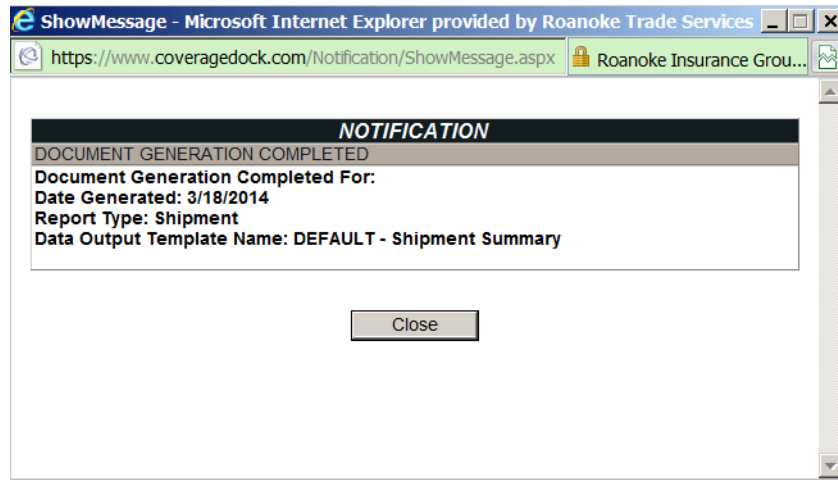 ShowMessage - Microsoft Internet Explorer provided by Roanoke Trade Services
https://www.coveragedock.com/Notification/ShowMessage.aspx Roanoke Insurance Grou...
NOTIFICATION
DOCUMENT GENERATION COMPLETED
Document Generation Completed For:
Date Generated: 3/18/2014
Report Type: Shipment
Data Output Template Name: DEFAULT - Shipment Summary
Close